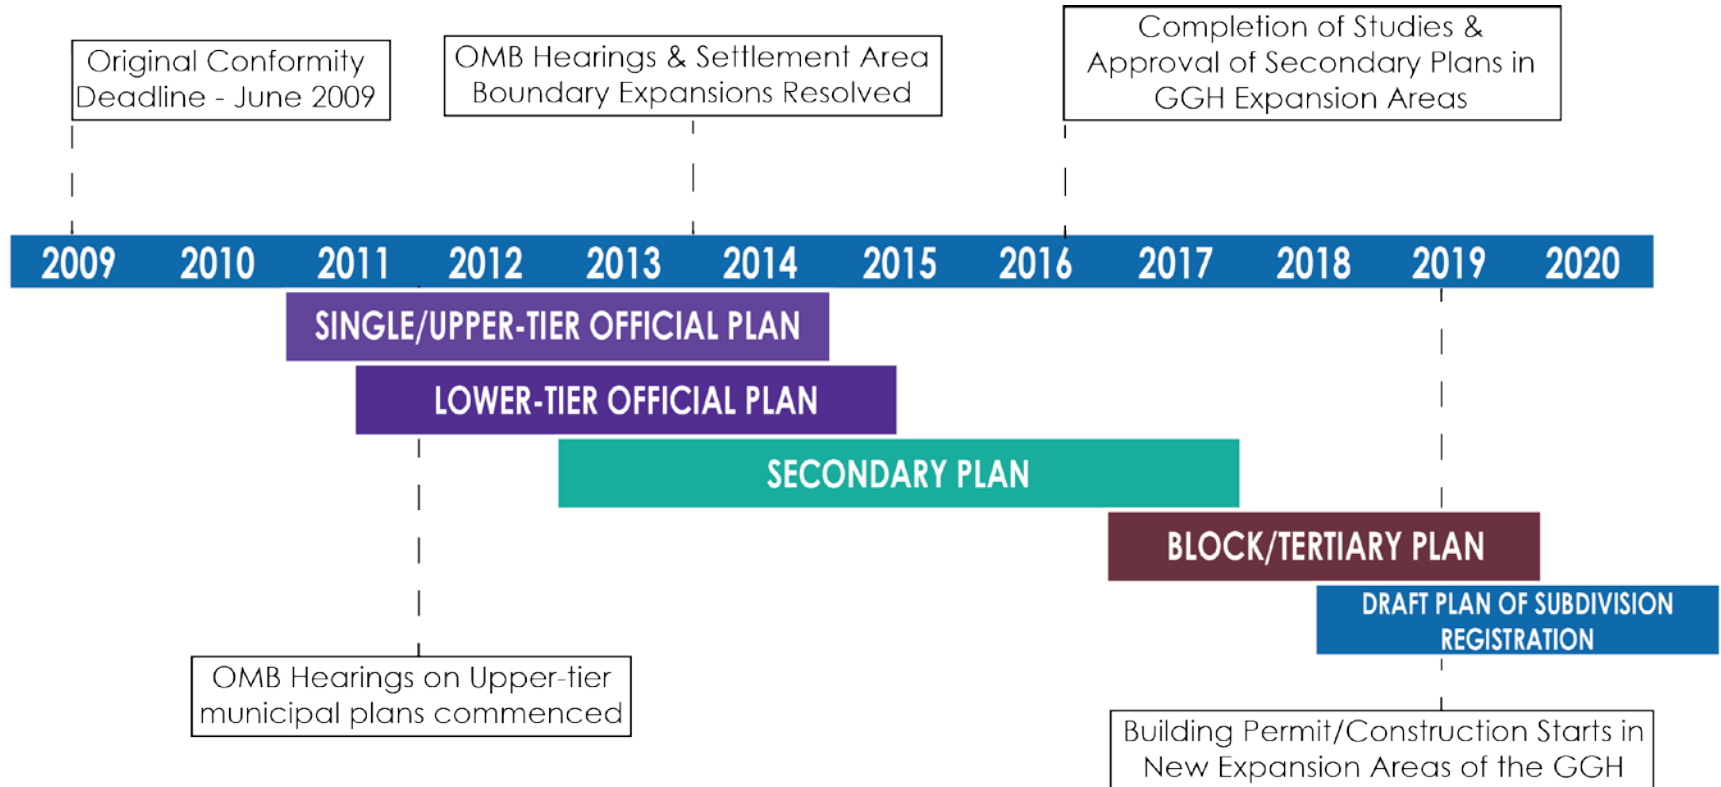 Original Conformity
Deadline - June 2009
OMB Hearings & Settlement Area
Boundary Expansions Resolved
Completion of Studies &
Approval of Secondary Plans in
GGH Expansion Areas
2009 2010 2011 2012 2013 2014 2015 2016 2017 2018 2019 2020
SINGLE/UPPER-TIER OFFICIAL PLAN
LOWER-TIER OFFICIAL PLAN
SECONDARY PLAN
BLOCK/TERTIARY PLAN
DRAFT PLAN OF SUBDIVISION
REGISTRATION
OMB Hearings on Upper-tier
municipal plans commenced
Building Permit/Construction Starts in
New Expansion Areas of the GGH